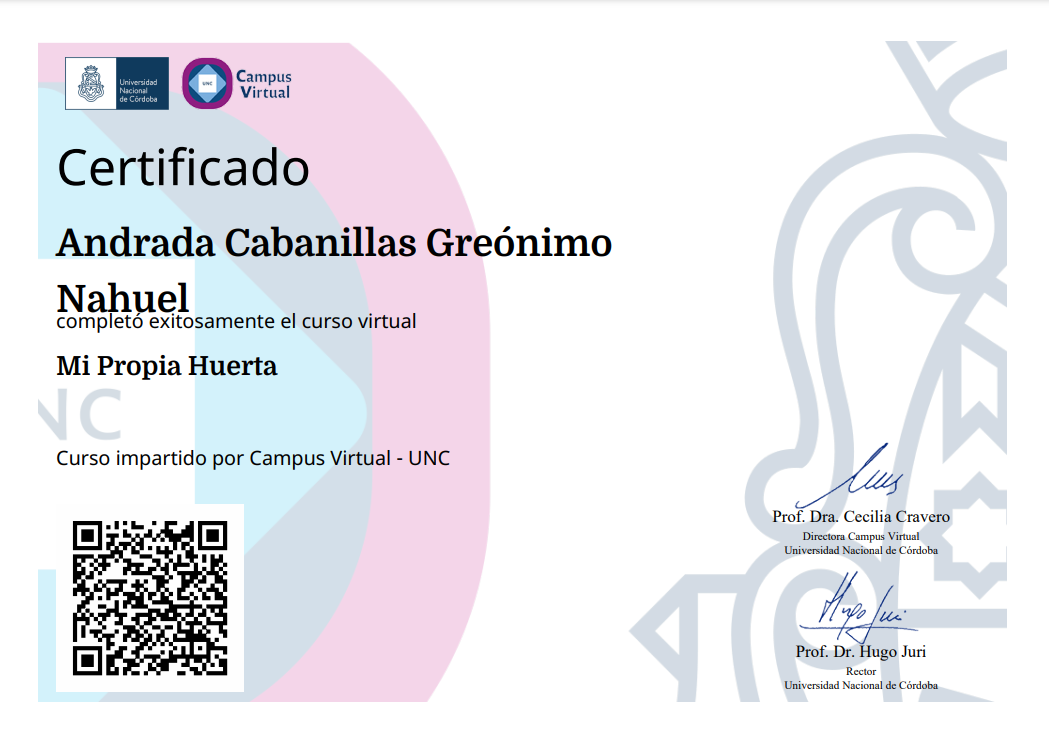 Universidad
Nacional
de Córdoba
UNC
Campus
Virtual
Certificado
Andrada Cabanillas Greónimo
Nahuel
completó exitosamente el curso virtual
Mi Propia Huerta
NC
Curso impartido por Campus Virtual - UNC
Prof. Dra. Cecilia Cravero
Directora Campus Virtual
Universidad Nacional de Córdoba
Hugo Juri
Prof. Dr. Hugo Juri
Rector
Universidad Nacional de Córdoba